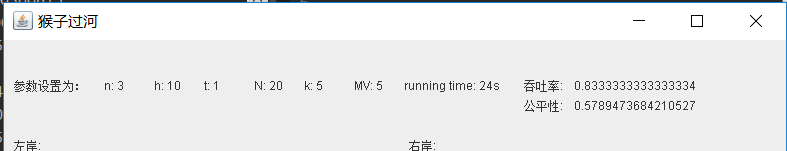 猴子过河
参数设置为: n: 3 h: 10 t: 1 N: 20 k: 5 MV: 5 running time: 24s 吞吐率: 0.8333333333333334
公平性: 0.5789473684210527
左岸: 右岸: